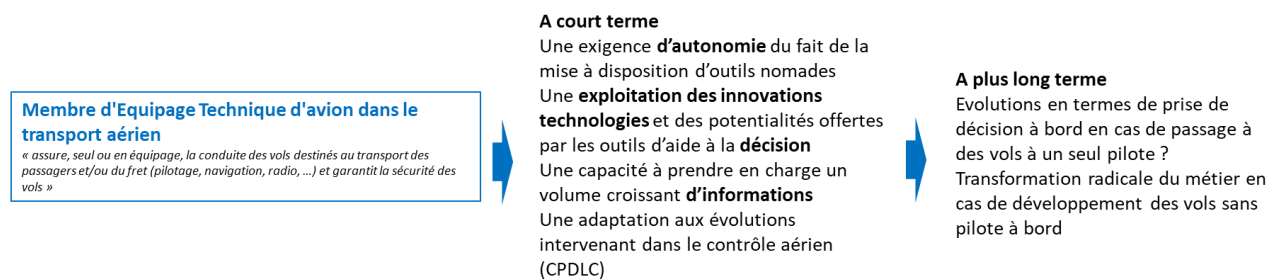 Membre d'Equipage Technique d'avion dans le
transport aérien
« assure, seul ou en équipage, la conduite des vols destinés au transport des
passagers et/ou du fret (pilotage, navigation, radio, …) et garantit la sécurité des
vols »
A court terme
Une exigence d’autonomie du fait de la
mise à disposition d’outils nomades
Une exploitation des innovations
technologies et des potentialités offertes
par les outils d’aide à la décision
Une capacité à prendre en charge un
volume croissant d’informations
Une adaptation aux évolutions
intervenant dans le contrôle aérien
(CPDLC)
A plus long terme
Evolutions en termes de prise de
décision à bord en cas de passage à
des vols à un seul pilote ?
Transformation radicale du métier en
cas de développement des vols sans
pilote à bord